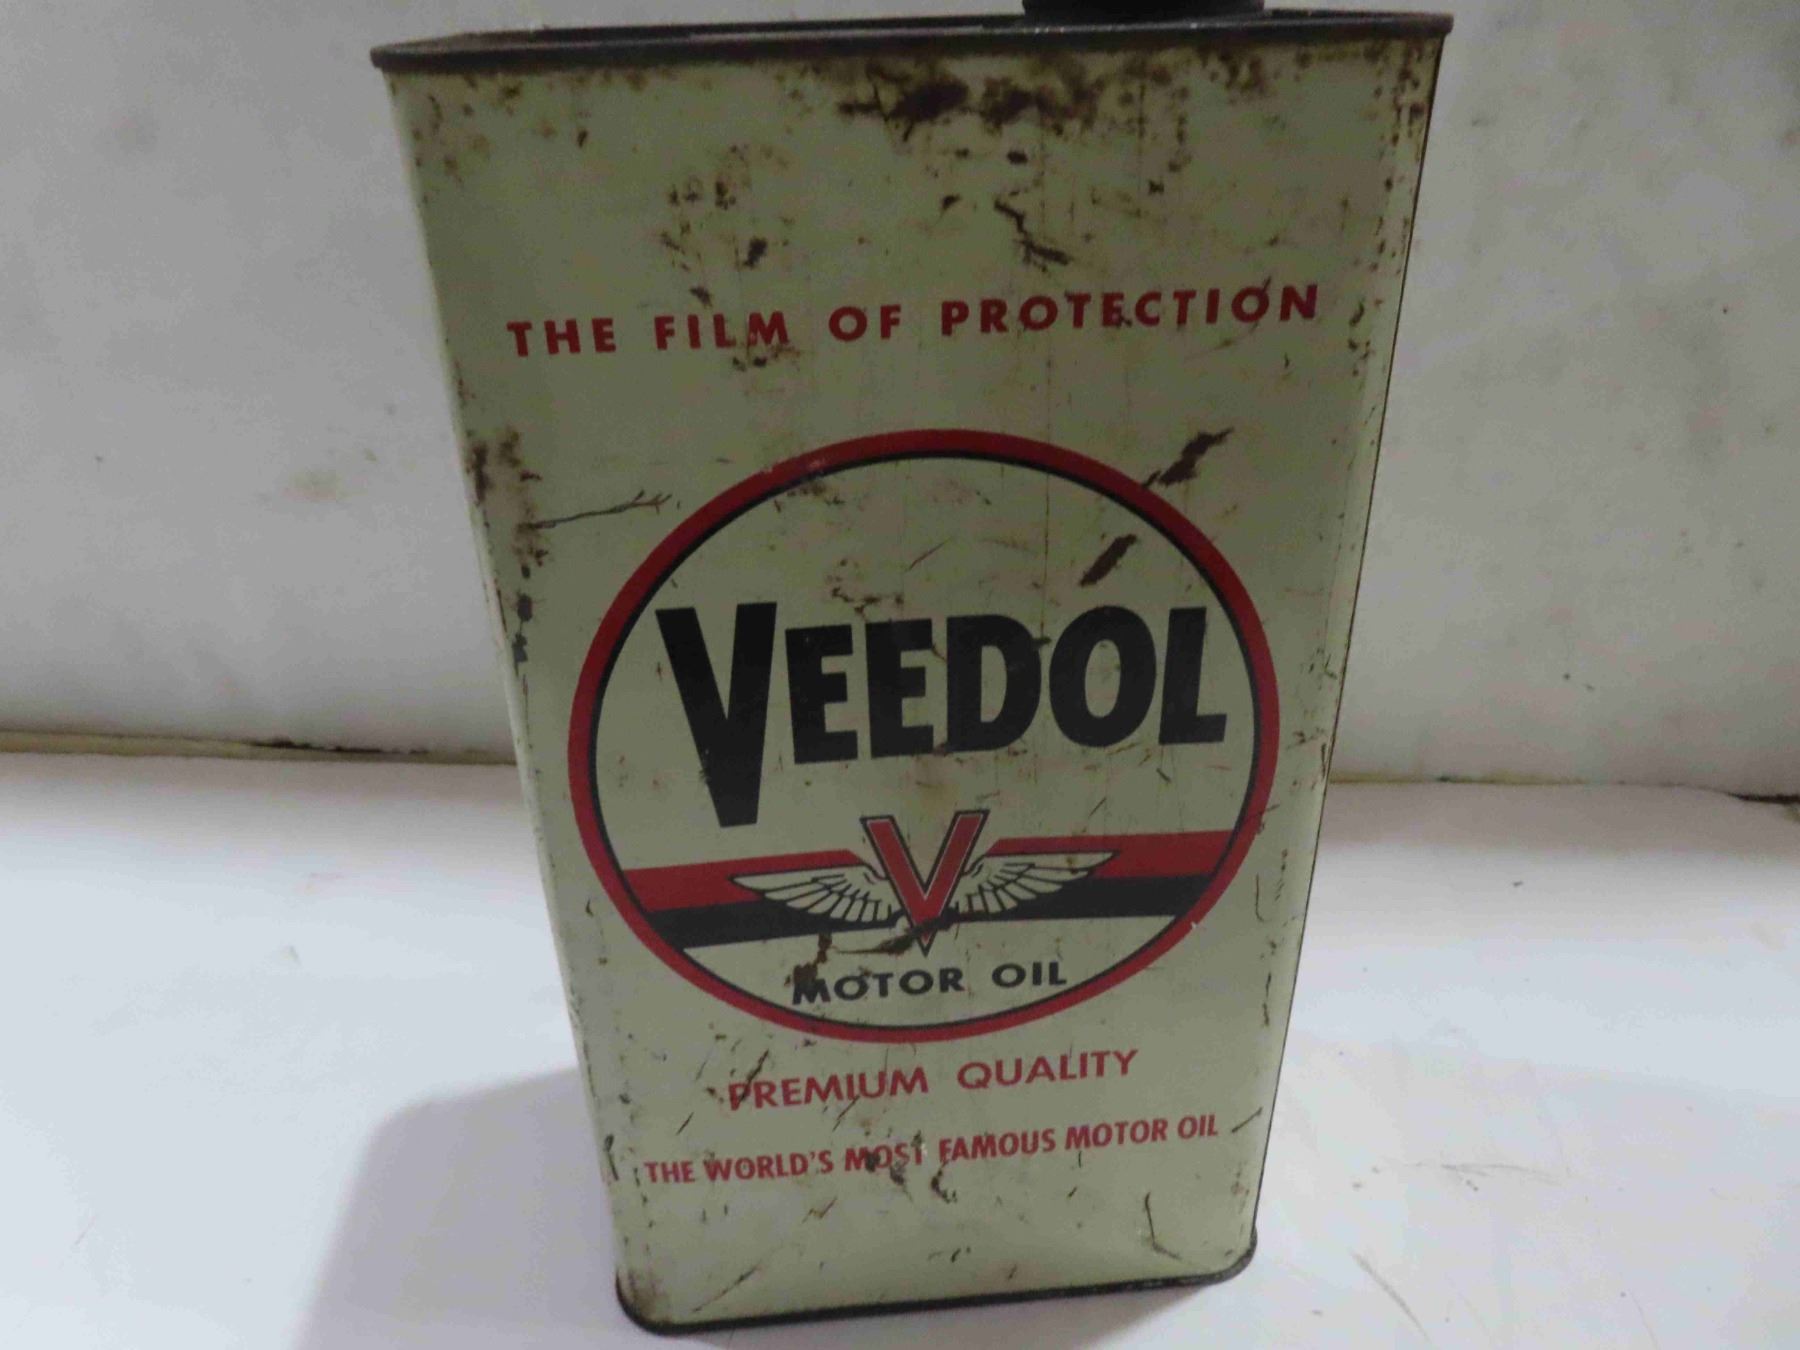 THE FILM OF PROTECTION
VEEDOL
V
MOTOR OIL
PREMIUM QUALITY
THE WORLD'S MOST FAMOUS MOTOR OIL